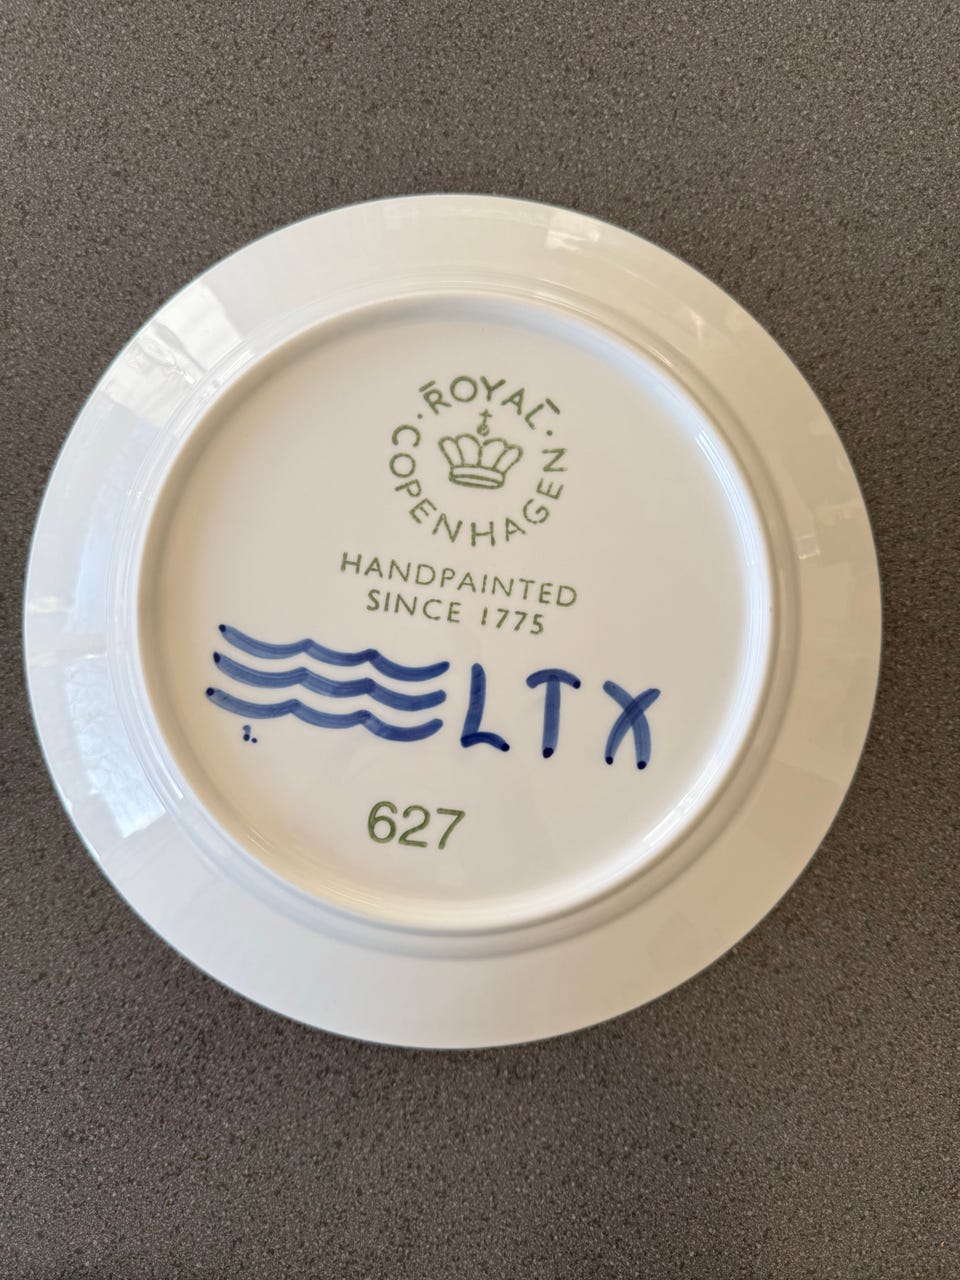 ROYAL
COPENHAGEN
HANDPAINTED
SINCE 1775
LTX
627